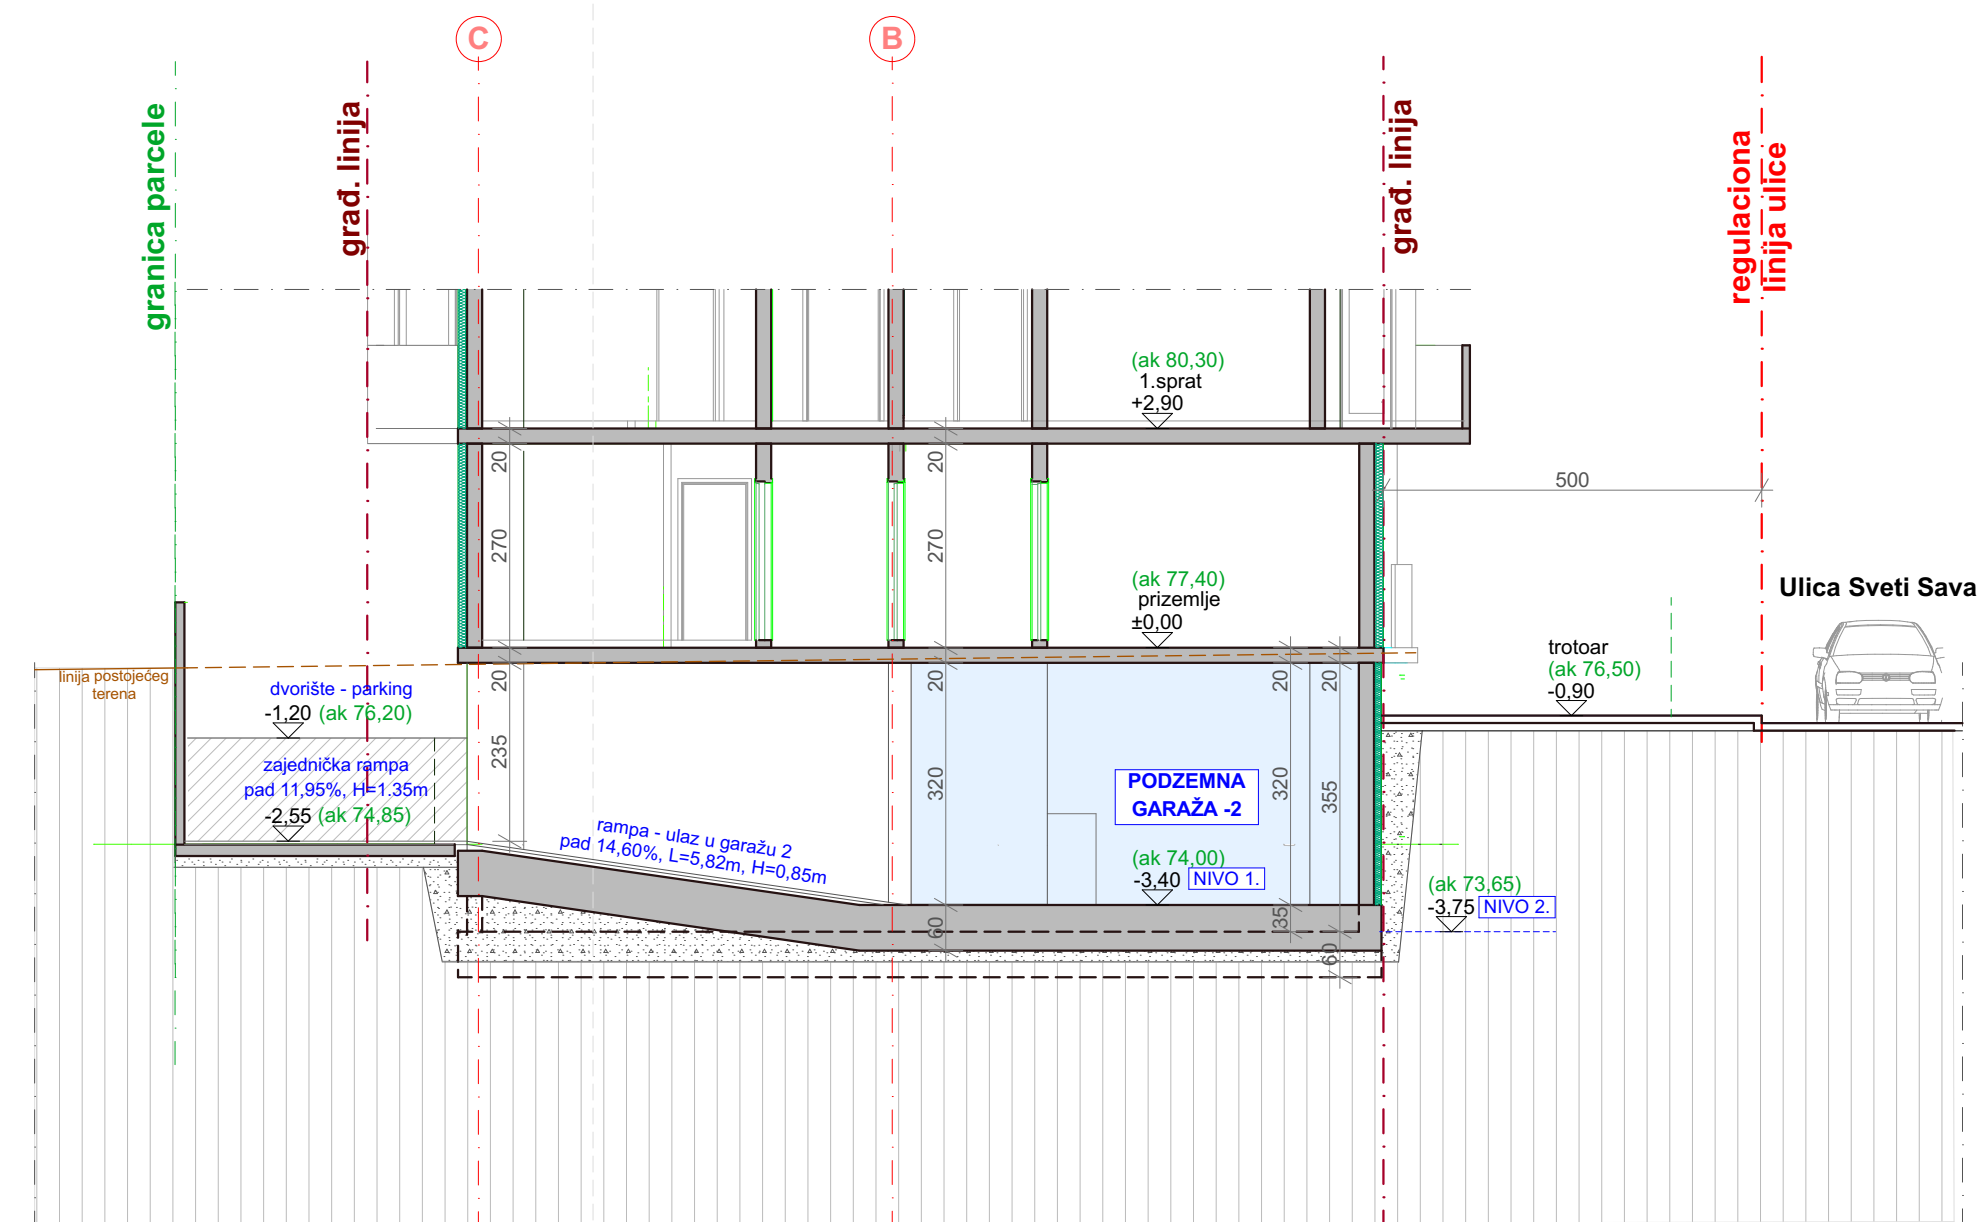 C
B
granica parcele
građ. linija
građ. linija
regulaciona
linija ulice
(ak 80,30)
1.sprat
+2,90
20
20
500
270
270
(ak 77,40)
prizemlje
±0,00
Ulica Sveti Sava
trotoar
(ak 76,50)
-0,90
linija postojećeg
terena
dvorište - parking
-1,20 (ak 76,20)
20
20
20
20
235
320
320
355
zajednička rampa
pad 11,95%, H=1.35m
-2,55 (ak 74,85)
PODZEMNA
GARAŽA -2
rampa - ulaz u garažu 2
pad 14,60%, L=5,82m, H=0,85m
(ak 74,00)
-3,40 NIVO 1.
(ak 73,65)
-3,75 NIVO 2.
60
35
60